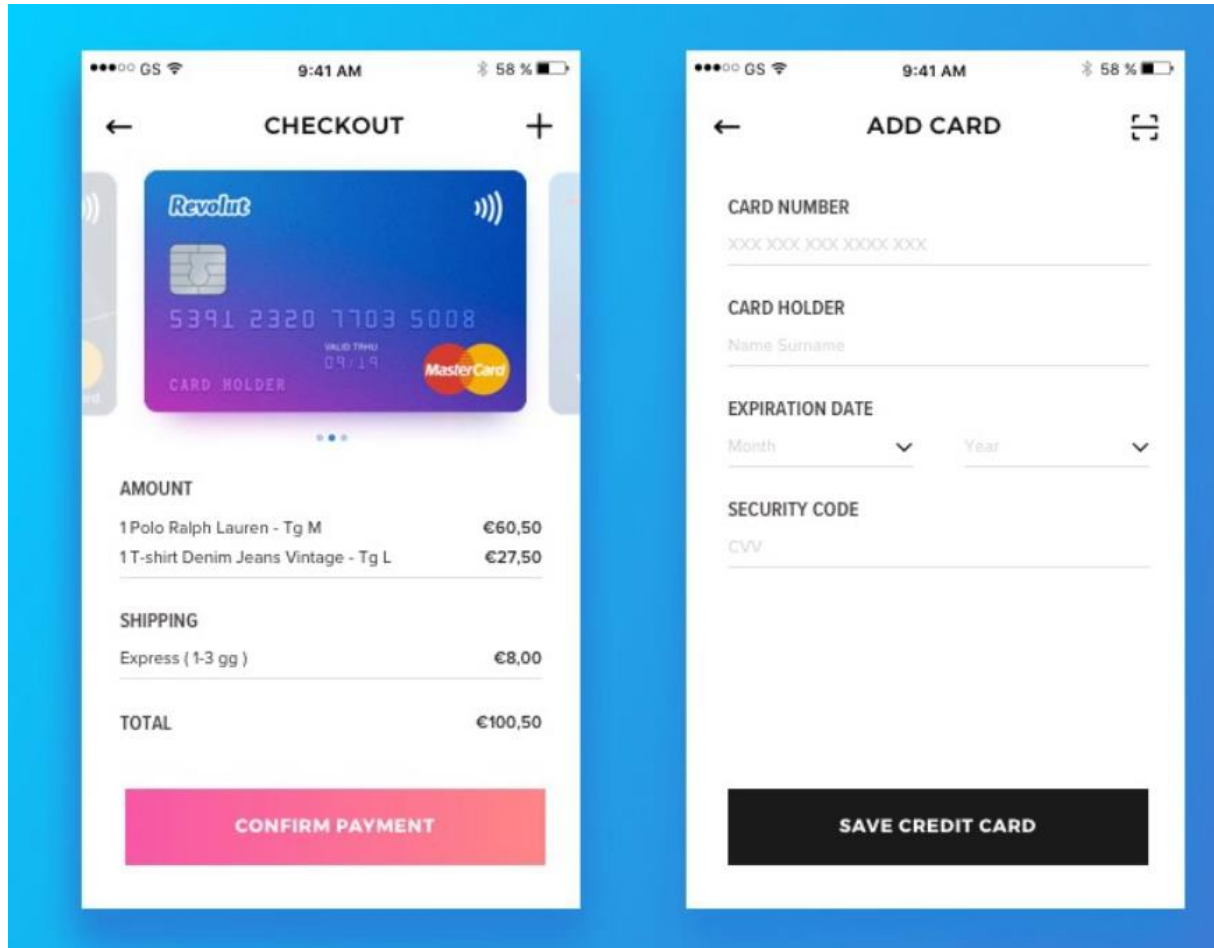 GS 9:41 AM 58 %
CHECKOUT
Revolut
5391 2320 7703 5008
VALID THRU
09/19
CARD HOLDER
MasterCard
AMOUNT
1 Polo Ralph Lauren - Tg M €60,50
1 T-shirt Denim Jeans Vintage - Tg L €27,50
SHIPPING
Express ( 1-3 gg ) €8,00
TOTAL €100,50
CONFIRM PAYMENT
GS 9:41 AM 58 %
ADD CARD
CARD NUMBER
XXX XXX XXX XXXX XXX
CARD HOLDER
Name Surname
EXPIRATION DATE
Month Year
SECURITY CODE
CVV
SAVE CREDIT CARD